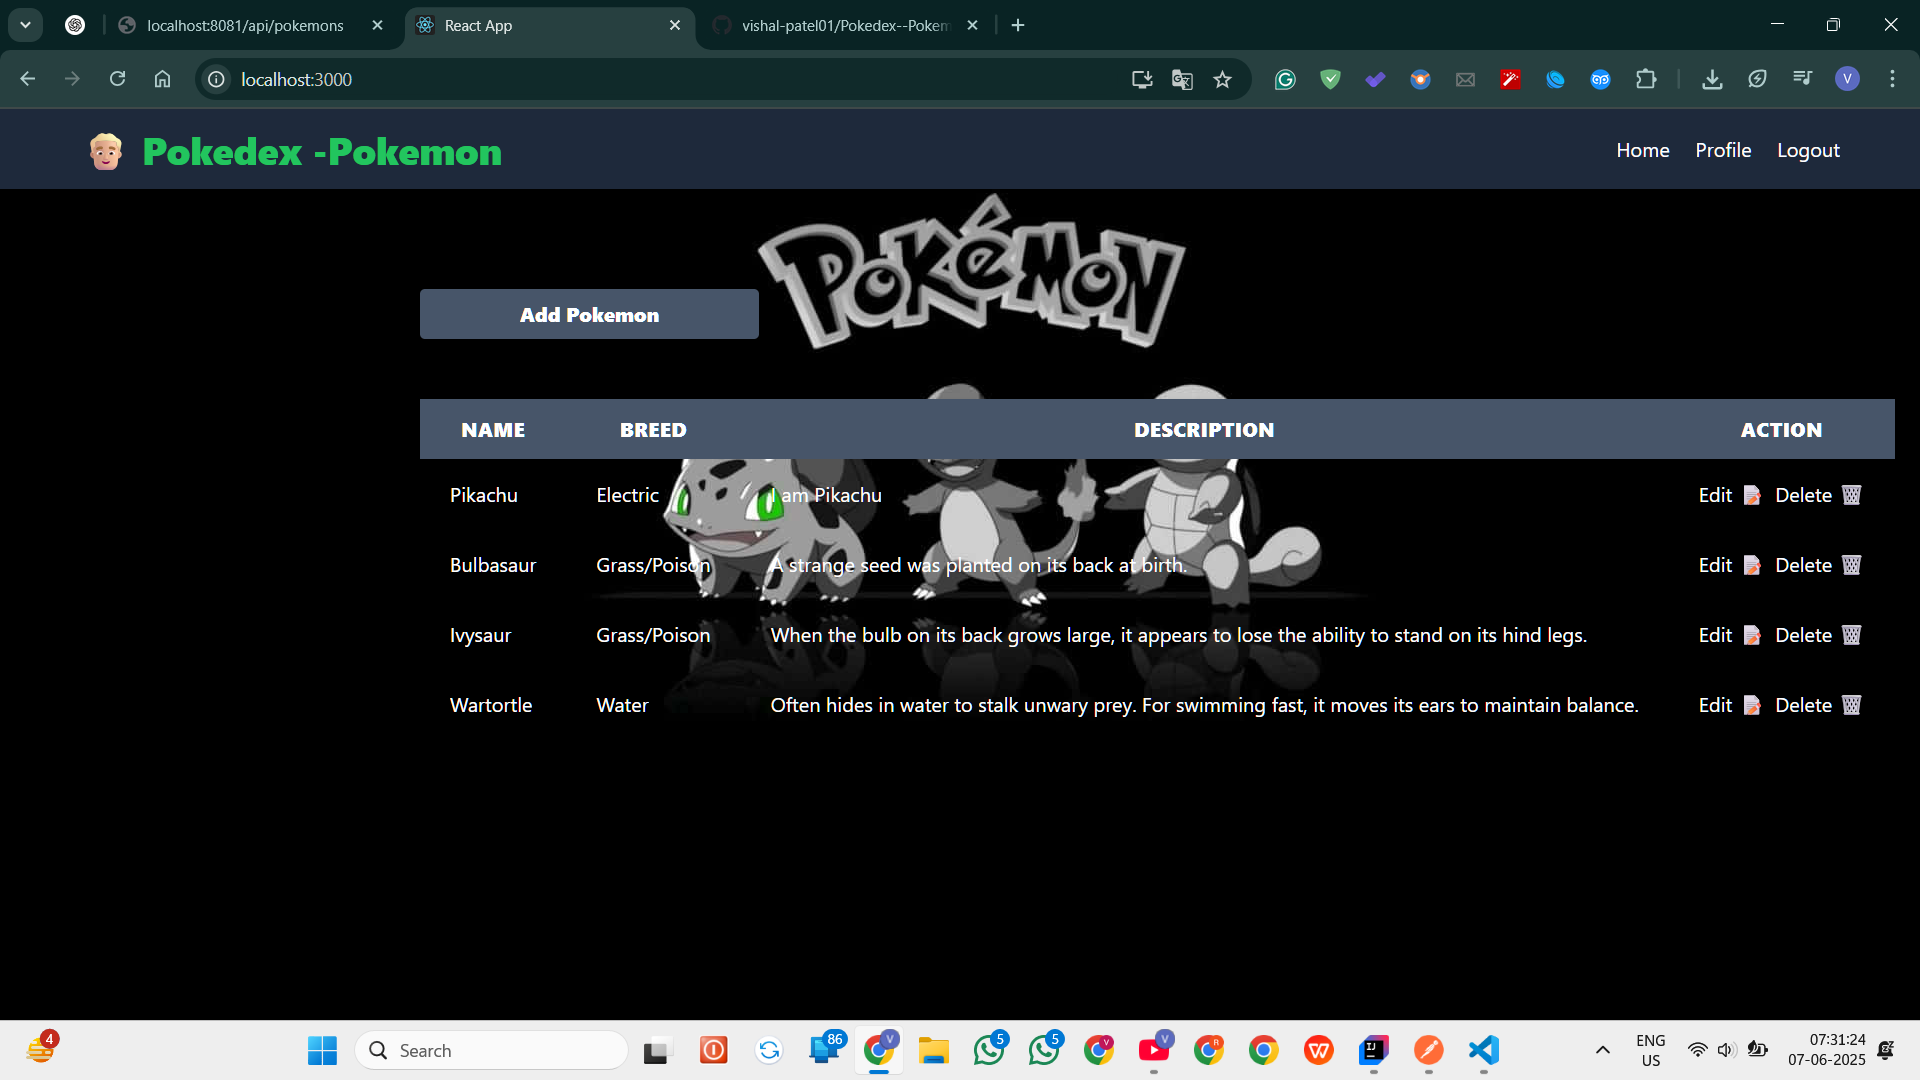 localhost:8081/api/pokemons
React App
vishal-patel01/Pokedex--Pokem
localhost:3000
V
Pokedex -Pokemon
Home Profile Logout
POKéMON
Add Pokemon
NAME BREED DESCRIPTION ACTION
Pikachu Electric I am Pikachu Edit Delete
Bulbasaur Grass/Poison A strange seed was planted on its back at birth. Edit Delete
Ivysaur Grass/Poison When the bulb on its back grows large, it appears to lose the ability to stand on its hind legs. Edit Delete
Wartortle Water Often hides in water to stalk unwary prey. For swimming fast, it moves its ears to maintain balance. Edit Delete
4
Search
86
V
5
5
V
V
R
W
IJ
ENG
US
07:31:24
07-06-2025